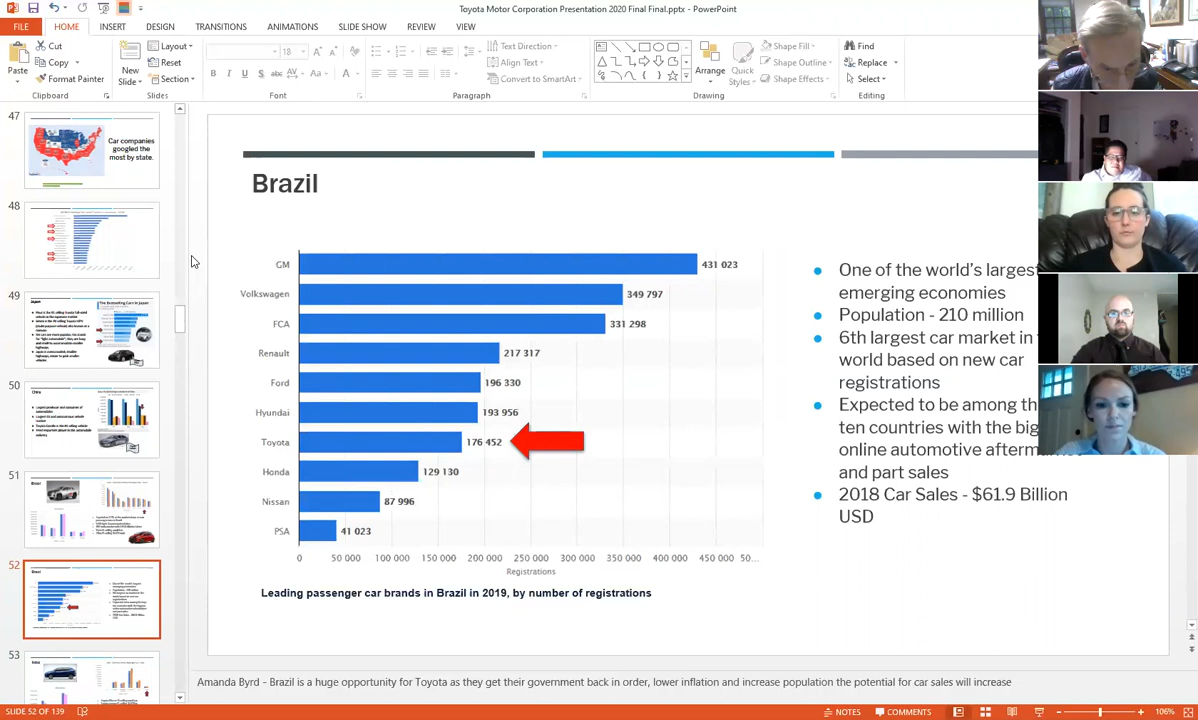 Toyota Motor Corporation Presentation 2020 Final Final.pptx - PowerPoint
FILE HOME INSERT DESIGN TRANSITIONS ANIMATIONS SLIDE SHOW REVIEW VIEW
Paste
Cut
Copy
Format Painter
Clipboard
New
Slide
Layout
Reset
Section
Slides
18
Font
Text Direction
Align Text
Convert to SmartArt
Paragraph
Arrange
Quick
Styles
Shape Fill
Shape Outline
Shape Effects
Drawing
Find
Replace
Select
Editing
47
Car companies
googled the
most by state.
48
49
Japan
The Bestselling Cars in Japan
50
China
51
52
Brazil
53
India
Brazil
GM 431 023
Volkswagen 349 797
FCA 331 298
Renault 217 317
Ford 196 330
Hyundai 193 956
Toyota 176 452
Honda 129 130
Nissan 87 996
PSA 41 023
0 50 000 100 000 150 000 200 000 250 000 300 000 350 000 400 000 450 000 50...
Registrations
Leading passenger car brands in Brazil in 2019, by number of registrations
One of the world's largest
emerging economies
Population - 210 million
6th largest car market in
world based on new car
registrations
Expected to be among th
ten countries with the big
online automotive afterma
and part sales
2018 Car Sales - $61.9 Billion
USD
Amanda Byrd - Brazil is a huge opportunity for Toyota as they get their government back in order, lower inflation and increase population the potential for car sales will increase
SLIDE 52 OF 139
NOTES COMMENTS 106%